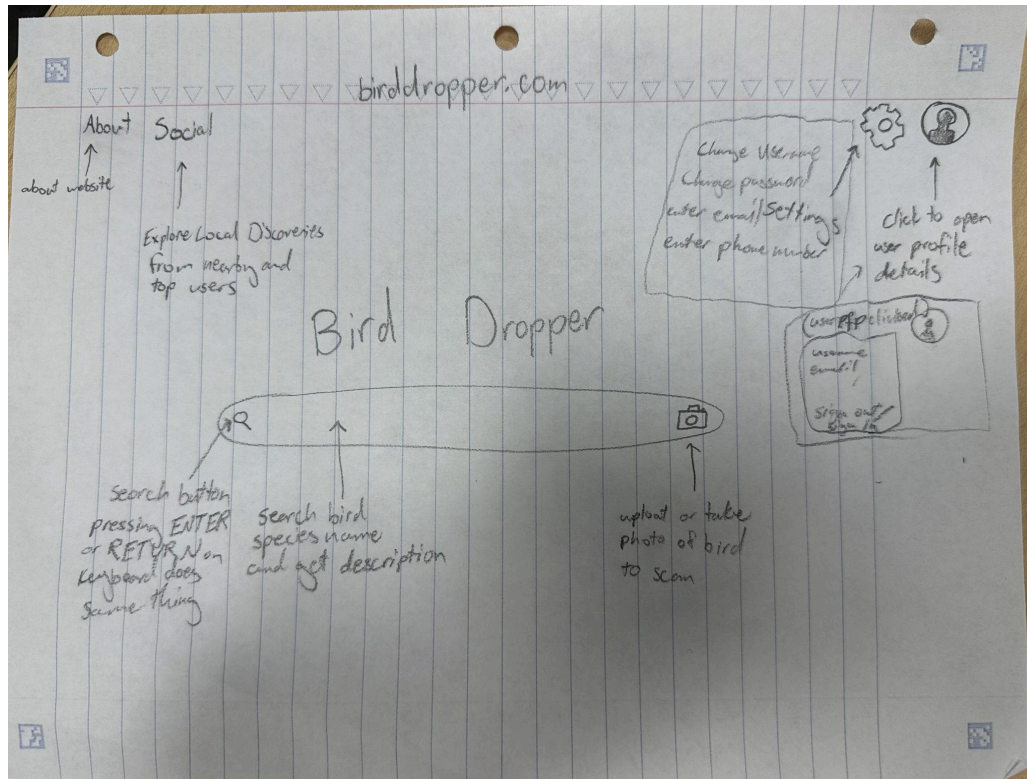 birddropper.com
About Social
about website
Explore Local Discoveries
from nearby and
top users
Change Username
Change password
enter email/Settings
enter phone number
click to open
user profile
details
Bird Dropper
user pfp clicked
username
email
sign out/
sign in
search button
pressing ENTER
or RETURN on
keyboard does
same thing
search bird
species name
and get description
upload or take
photo of bird
to scan